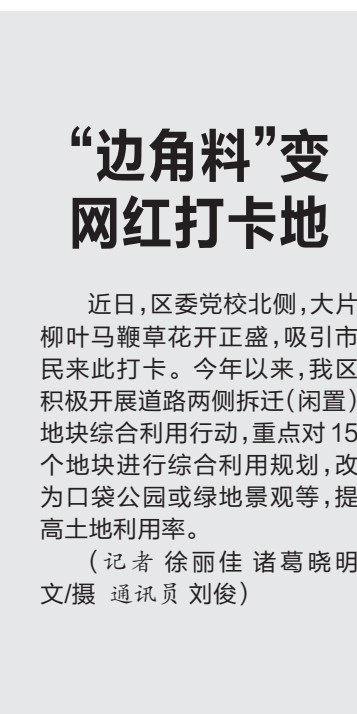 “边角料”变
网红打卡地
近日，区委党校北侧，大片
柳叶马鞭草花开正盛，吸引市
民来此打卡。今年以来，我区
积极开展道路两侧拆迁（闲置）
地块综合利用行动，重点对15
个地块进行综合利用规划，改
为口袋公园或绿地景观等，提
高土地利用率。
（记者 徐丽佳 诸葛晓明
文/摄 通讯员 刘俊）